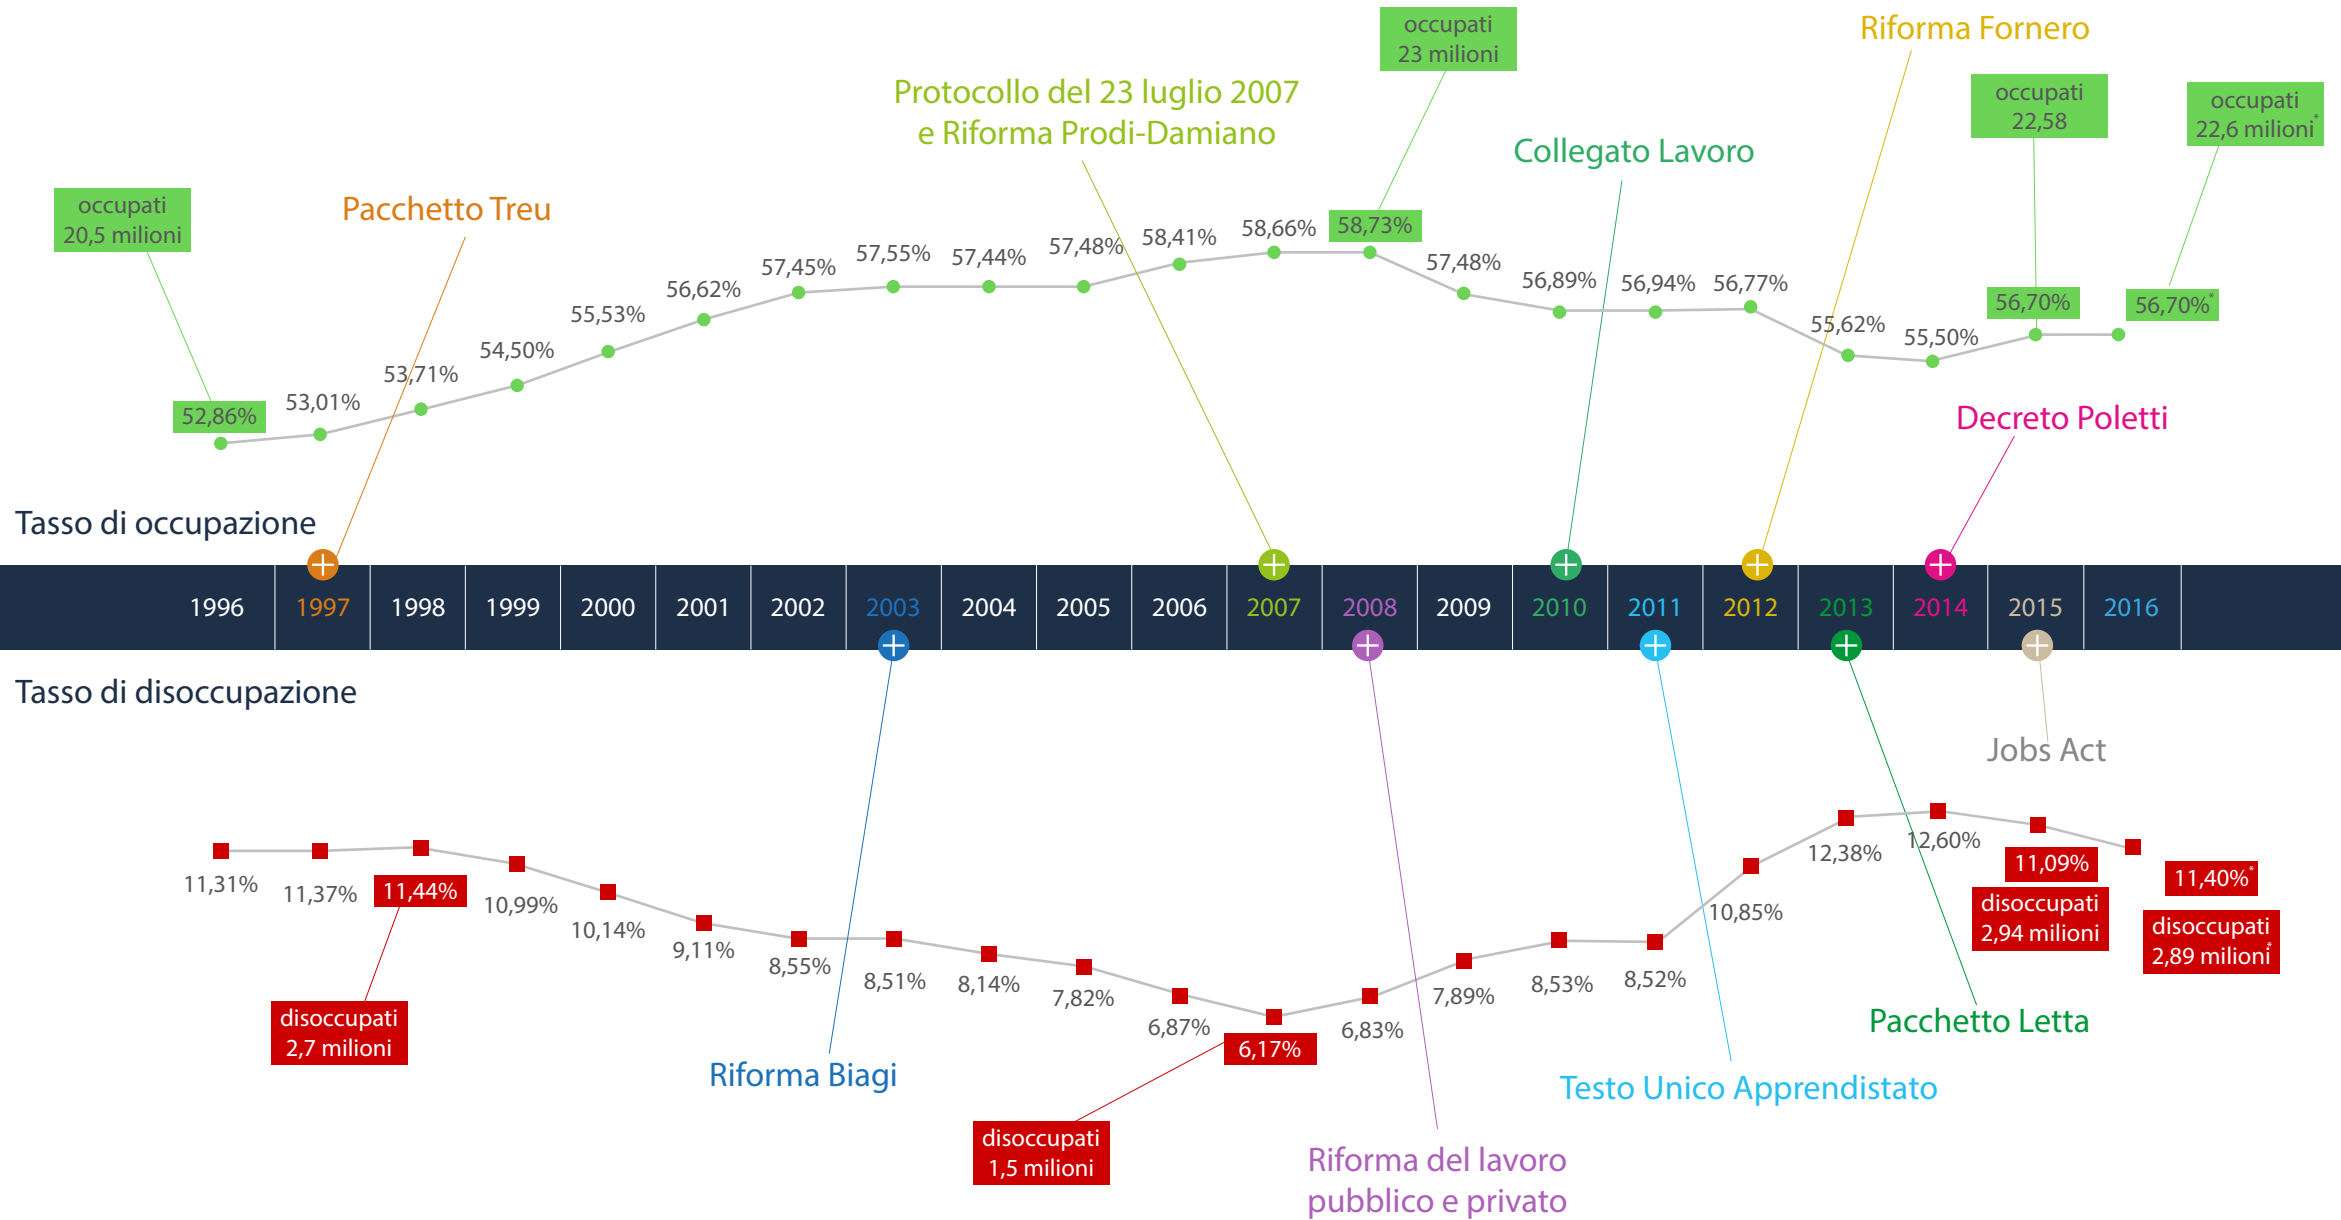 occupati
23 milioni
Riforma Fornero
Protocollo del 23 luglio 2007
e Riforma Prodi-Damiano
occupati
22,58
occupati
22,6 milioni*
Collegato Lavoro
occupati
20,5 milioni
Pacchetto Treu
52,86%
53,01%
53,71%
54,50%
55,53%
56,62%
57,45%
57,55%
57,44%
57,48%
58,41%
58,66%
58,73%
57,48%
56,89%
56,94%
56,77%
55,62%
55,50%
56,70%
56,70%*
Decreto Poletti
Tasso di occupazione
1996 1997 1998 1999 2000 2001 2002 2003 2004 2005 2006 2007 2008 2009 2010 2011 2012 2013 2014 2015 2016
Tasso di disoccupazione
Jobs Act
11,31%
11,37%
11,44%
10,99%
10,14%
9,11%
8,55%
8,51%
8,14%
7,82%
6,87%
6,17%
6,83%
7,89%
8,53%
8,52%
10,85%
12,38%
12,60%
11,09%
11,40%*
disoccupati
2,94 milioni
disoccupati
2,89 milioni*
disoccupati
2,7 milioni
Pacchetto Letta
Riforma Biagi
Testo Unico Apprendistato
disoccupati
1,5 milioni
Riforma del lavoro
pubblico e privato